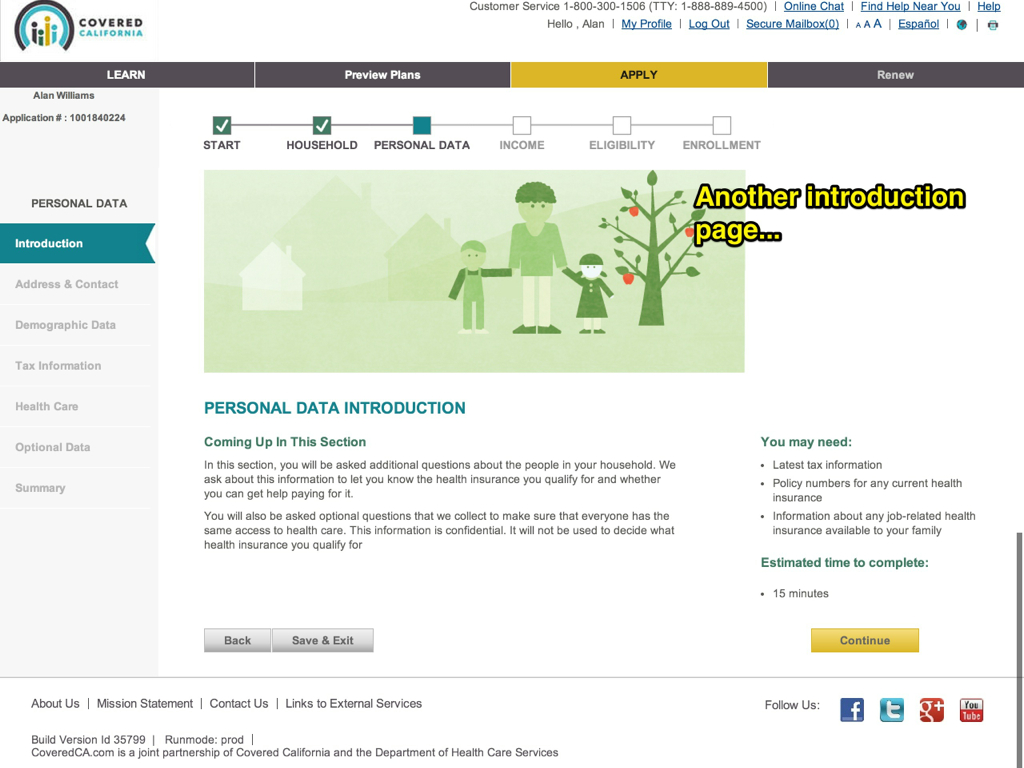 COVERED
CALIFORNIA
Customer Service 1-800-300-1506 (TTY: 1-888-889-4500) | Online Chat | Find Help Near You | Help
Hello , Alan | My Profile | Log Out | Secure Mailbox(0) | A A A | Español | |
LEARN
Preview Plans
APPLY
Renew
Alan Williams
Application # : 1001840224
START
HOUSEHOLD
PERSONAL DATA
INCOME
ELIGIBILITY
ENROLLMENT
PERSONAL DATA
Introduction
Address & Contact
Demographic Data
Tax Information
Health Care
Optional Data
Summary
Another introduction
page...
PERSONAL DATA INTRODUCTION
Coming Up In This Section
In this section, you will be asked additional questions about the people in your household. We
ask about this information to let you know the health insurance you qualify for and whether
you can get help paying for it.
You will also be asked optional questions that we collect to make sure that everyone has the
same access to health care. This information is confidential. It will not be used to decide what
health insurance you qualify for
You may need:
• Latest tax information
• Policy numbers for any current health
insurance
• Information about any job-related health
insurance available to your family
Estimated time to complete:
• 15 minutes
Back
Save & Exit
Continue
About Us | Mission Statement | Contact Us | Links to External Services
Follow Us:
f
t
g+
You
Tube
Build Version Id 35799 | Runmode: prod |
CoveredCA.com is a joint partnership of Covered California and the Department of Health Care Services